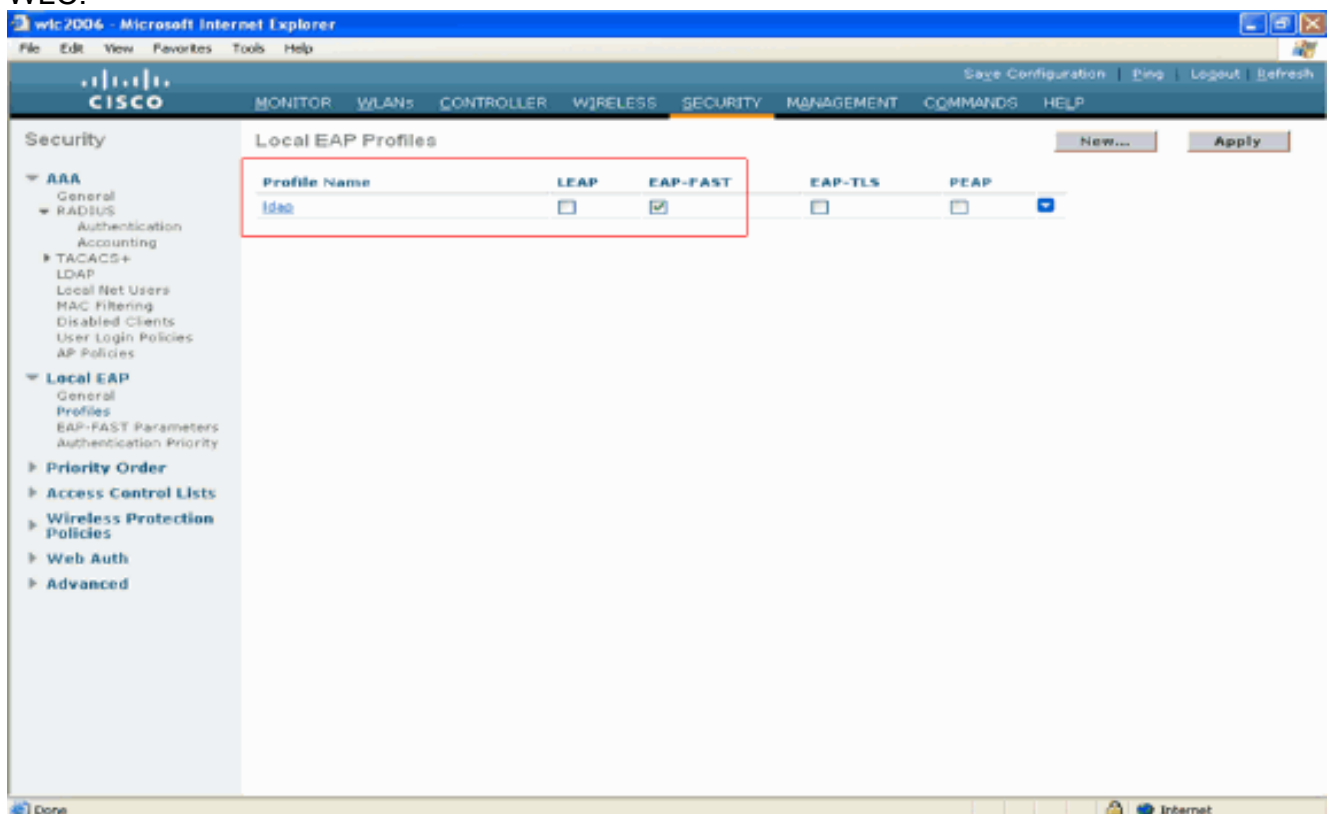 WLC:
wlc2006 - Microsoft Internet Explorer
File Edit View Favorites Tools Help
Save Configuration | Ping | Logout | Refresh
CISCO
MONITOR WLANs CONTROLLER WIRELESS SECURITY MANAGEMENT COMMANDS HELP
Security
Local EAP Profiles
New...
Apply
AAA
General
RADIUS
Authentication
Accounting
TACACS+
LDAP
Local Net Users
MAC Filtering
Disabled Clients
User Login Policies
AP Policies
Local EAP
General
Profiles
EAP-FAST Parameters
Authentication Priority
Priority Order
Access Control Lists
Wireless Protection
Policies
Web Auth
Advanced
Profile Name LEAP EAP-FAST EAP-TLS PEAP
ldap
Done
Internet